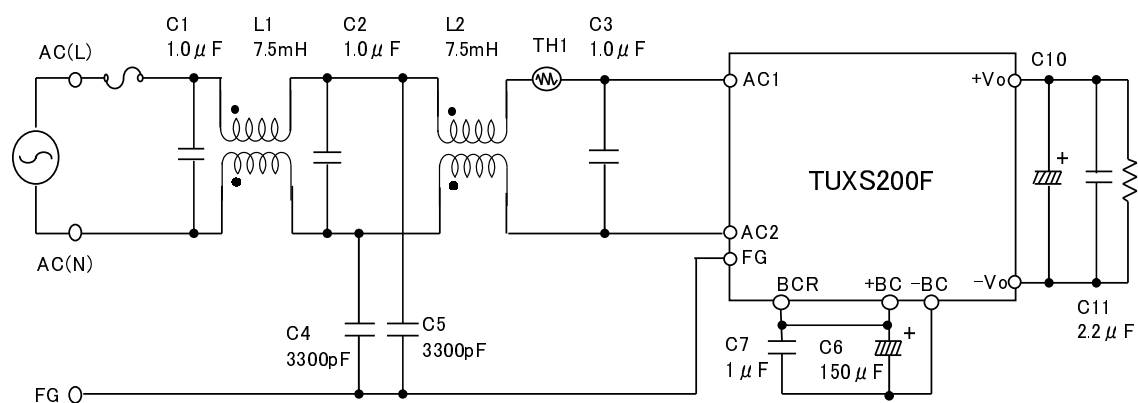 C1
1.0μF
L1
7.5mH
C2
1.0μF
L2
7.5mH
TH1
C3
1.0μF
AC(L)
AC(N)
AC1
AC2
FG
TUXS200F
+Vo
-Vo
BCR
+BC
-BC
C10
+
C11
2.2μF
C4
3300pF
C5
3300pF
C7
1μF
C6
150μF
+
FG